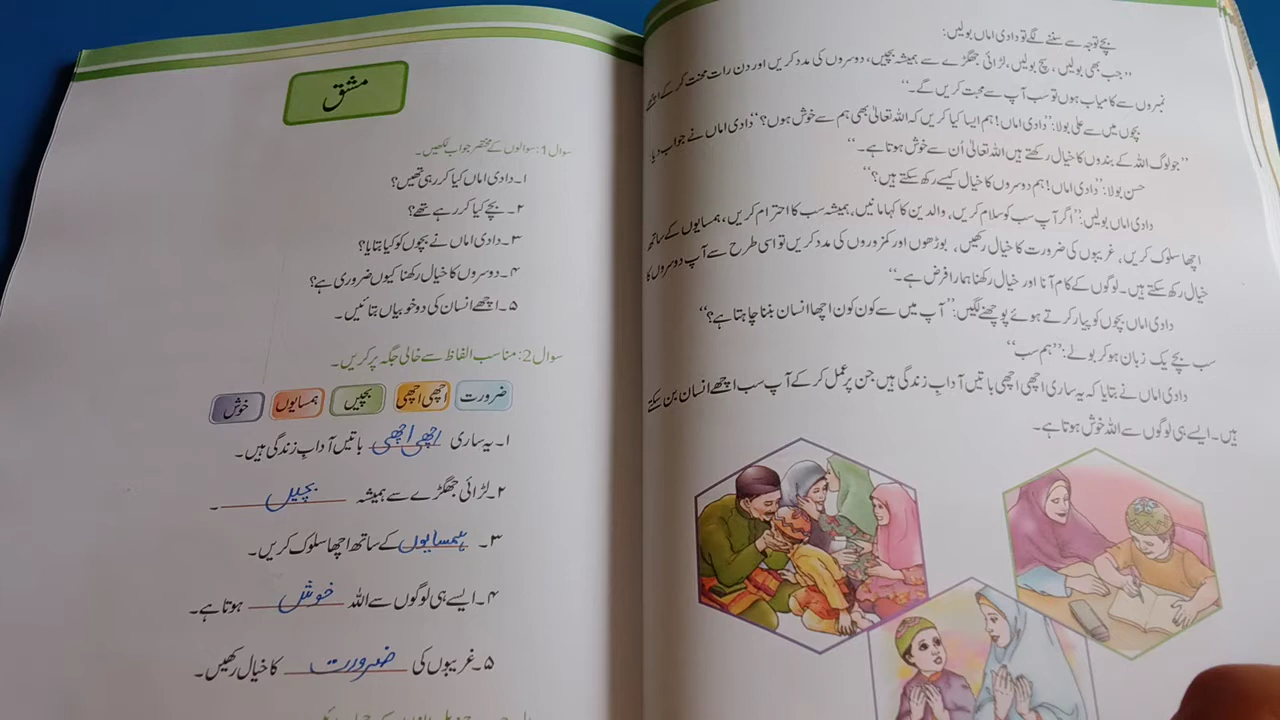 بچے توجہ سے سننے لگے تو دادی اماں بولیں:
”جب بھی بولیں، سچ بولیں، لڑائی جھگڑے سے ہمیشہ بچیں، دوسروں کی مدد کریں اور دن رات محنت کر کے اچھے
نمبروں سے کامیاب ہوں تو سب آپ سے محبت کریں گے۔“
بچوں میں سے علی بولا: ”دادی اماں! ہم ایسا کیا کریں کہ اللہ تعالیٰ بھی ہم سے خوش ہوں؟“ دادی اماں نے جواب دیا:
”جو لوگ اللہ کے بندوں کا خیال رکھتے ہیں اللہ تعالیٰ اُن سے خوش ہوتا ہے۔“
حسن بولا: ”دادی اماں! ہم دوسروں کا خیال کیسے رکھ سکتے ہیں؟“
دادی اماں بولیں: ”اگر آپ سب کو سلام کریں، والدین کا کہا مانیں، ہمیشہ سب کا احترام کریں، ہمسایوں کے ساتھ
اچھا سلوک کریں، غریبوں کی ضرورت کا خیال رکھیں، بوڑھوں اور کمزوروں کی مدد کریں تو اسی طرح سے آپ دوسروں کا
خیال رکھ سکتے ہیں۔ لوگوں کے کام آنا اور خیال رکھنا ہمارا فرض ہے۔“
دادی اماں بچوں کو پیار کرتے ہوئے پوچھنے لگیں: ”آپ میں سے کون کون اچھا انسان بننا چاہتا ہے؟“
سب بچے یک زبان ہو کر بولے: ”ہم سب“
دادی اماں نے بتایا کہ یہ ساری اچھی اچھی باتیں آدابِ زندگی ہیں جن پر عمل کر کے آپ سب اچھے انسان بن سکتے
ہیں۔ ایسے ہی لوگوں سے اللہ خوش ہوتا ہے۔
مشق
سوال 1: سوالوں کے مختصر جواب لکھیں۔
۱۔ دادی اماں کیا کر رہی تھیں؟
۲۔ بچے کیا کر رہے تھے؟
۳۔ دادی اماں نے بچوں کو کیا بتایا؟
۴۔ دوسروں کا خیال رکھنا کیوں ضروری ہے؟
۵۔ اچھے انسان کی دو خوبیاں بتائیں۔
سوال 2: مناسب الفاظ سے خالی جگہ پر کریں۔
ضرورت اچھی اچھی بچیں ہمسایوں خوش
۱۔ یہ ساری اچھی اچھی باتیں آدابِ زندگی ہیں۔
۲۔ لڑائی جھگڑے سے ہمیشہ بچیں۔
۳۔ ہمسایوں کے ساتھ اچھا سلوک کریں۔
۴۔ ایسے ہی لوگوں سے اللہ خوش ہوتا ہے۔
۵۔ غریبوں کی ضرورت کا خیال رکھیں۔